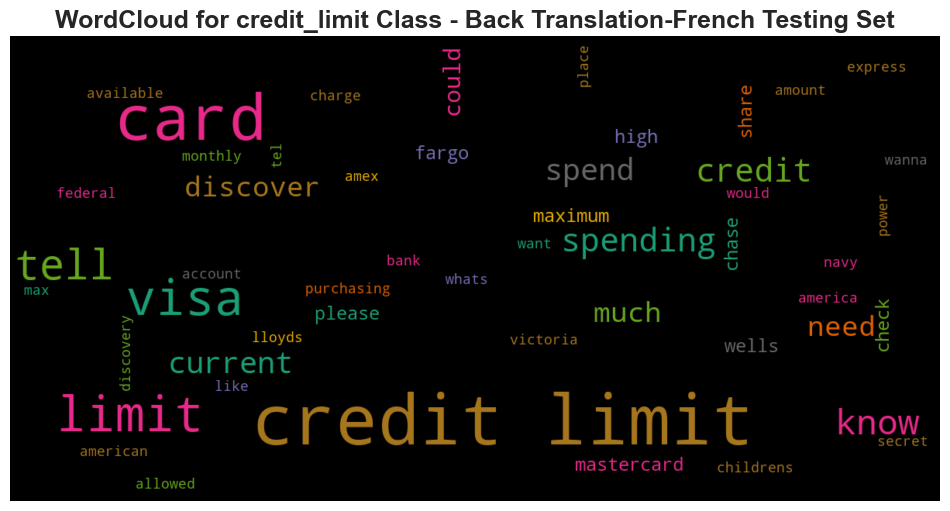 WordCloud for credit_limit Class - Back Translation-French Testing Set
could
place
express
available
charge
card
amount
share
high
fargo
monthly
tel
spend
credit
wanna
discover
amex
federal
would
maximum
power
want
spending
chase
tell
bank
navy
account
whats
max
visa
purchasing
america
please
much
need
check
lloyds
victoria
wells
discovery
current
like
limit
credit limit
know
secret
american
mastercard
childrens
allowed